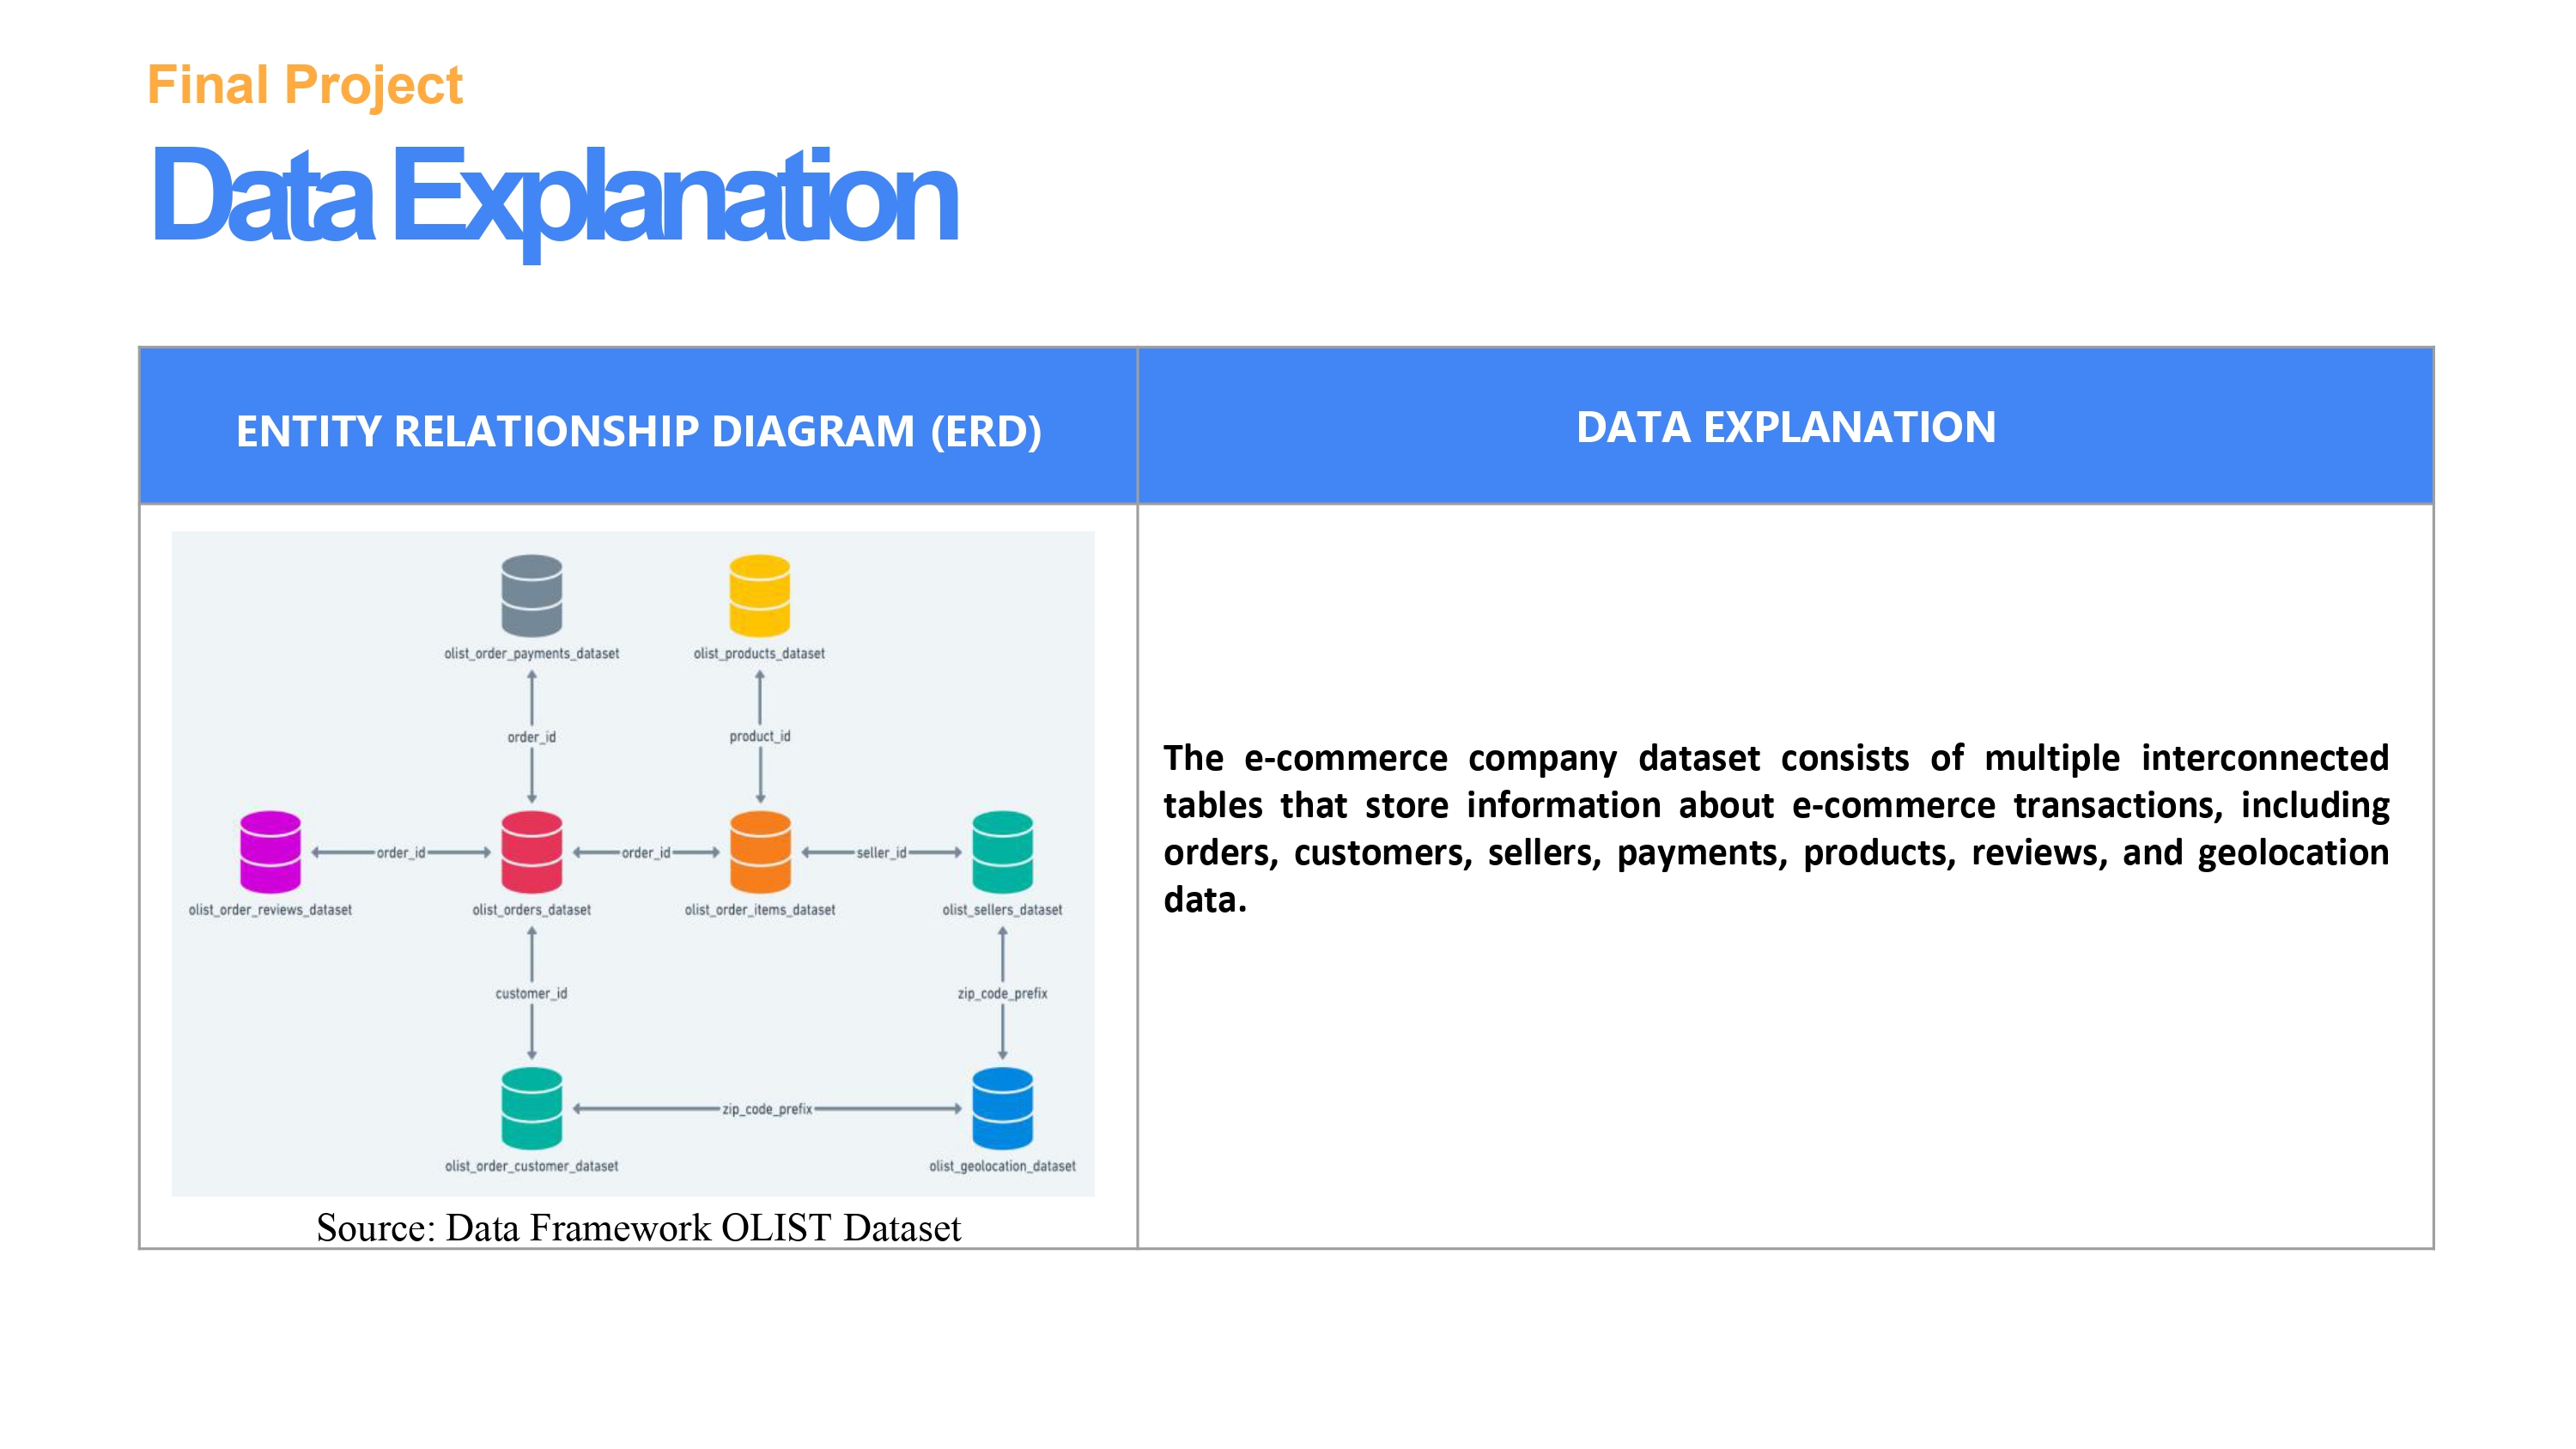 Final Project
Data Explanation
ENTITY RELATIONSHIP DIAGRAM (ERD)
DATA EXPLANATION
olist_order_payments_dataset
olist_products_dataset
order_id
product_id
order_id
order_id
seller_id
olist_order_reviews_dataset
olist_orders_dataset
olist_order_items_dataset
olist_sellers_dataset
customer_id
zip_code_prefix
zip_code_prefix
olist_order_customer_dataset
olist_geolocation_dataset
Source: Data Framework OLIST Dataset
The e-commerce company dataset consists of multiple interconnected
tables that store information about e-commerce transactions, including
orders, customers, sellers, payments, products, reviews, and geolocation
data.